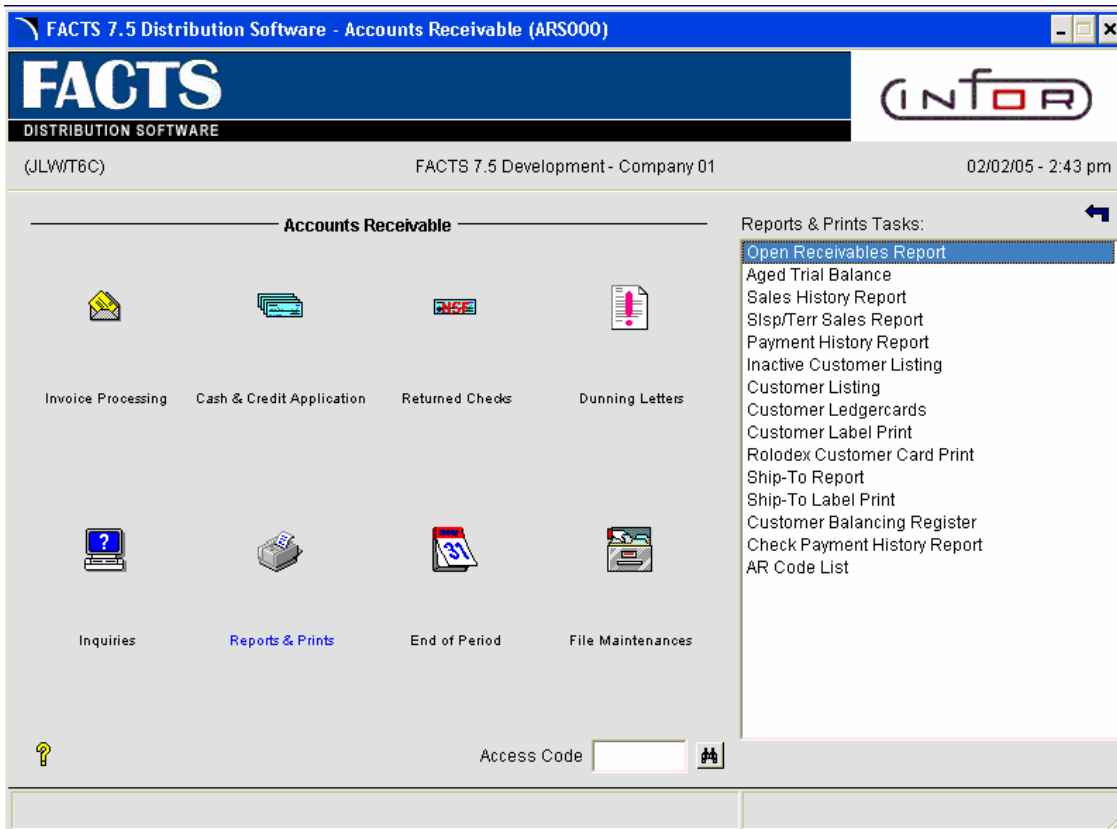 FACTS 7.5 Distribution Software - Accounts Receivable (ARS000)
FACTS
DISTRIBUTION SOFTWARE
INFOR
(JLW/T6C)
FACTS 7.5 Development - Company 01
02/02/05 - 2:43 pm
Accounts Receivable
NSF
Invoice Processing
Cash & Credit Application
Returned Checks
Dunning Letters
?
31
Inquiries
Reports & Prints
End of Period
File Maintenances
?
Access Code
Reports & Prints Tasks:
Open Receivables Report
Aged Trial Balance
Sales History Report
Slsp/Terr Sales Report
Payment History Report
Inactive Customer Listing
Customer Listing
Customer Ledgercards
Customer Label Print
Rolodex Customer Card Print
Ship-To Report
Ship-To Label Print
Customer Balancing Register
Check Payment History Report
AR Code List